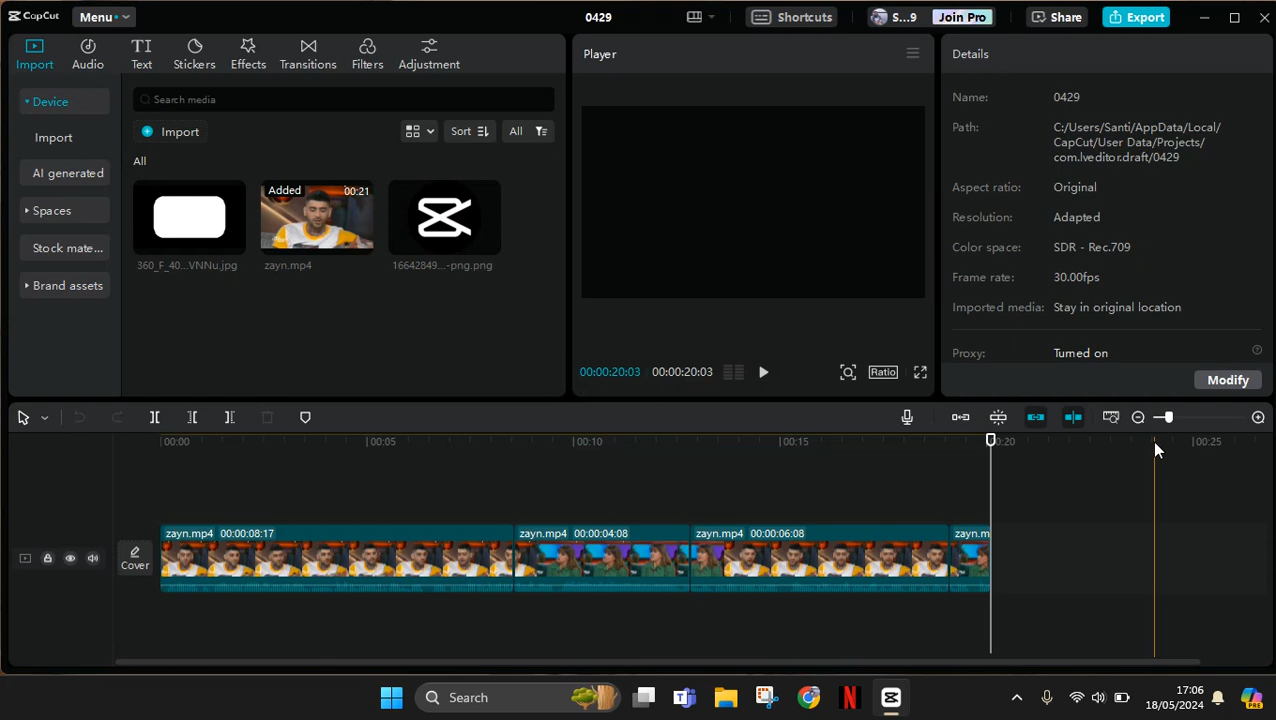 CapCut
Menu
0429
Shortcuts
S...9
Join Pro
Share
Export
Import
Audio
Text
Stickers
Effects
Transitions
Filters
Adjustment
Device
Import
AI generated
Spaces
Stock mate...
Brand assets
Search media
Import
Sort
All
All
Added
00:21
360_F_40...VNNu.jpg
zayn.mp4
16642849...-png.png
Player
00:00:20:03
00:00:20:03
Ratio
Details
Name: 0429
Path: C:/Users/Santi/AppData/Local/
CapCut/User Data/Projects/
com.lveditor.draft/0429
Aspect ratio: Original
Resolution: Adapted
Color space: SDR - Rec.709
Frame rate: 30.00fps
Imported media: Stay in original location
Proxy: Turned on
Modify
00:00
00:05
00:10
00:15
00:20
00:25
Cover
zayn.mp4 00:00:08:17
zayn.mp4 00:00:04:08
zayn.mp4 00:00:06:08
zayn.m
Search
17:06
18/05/2024
PRE